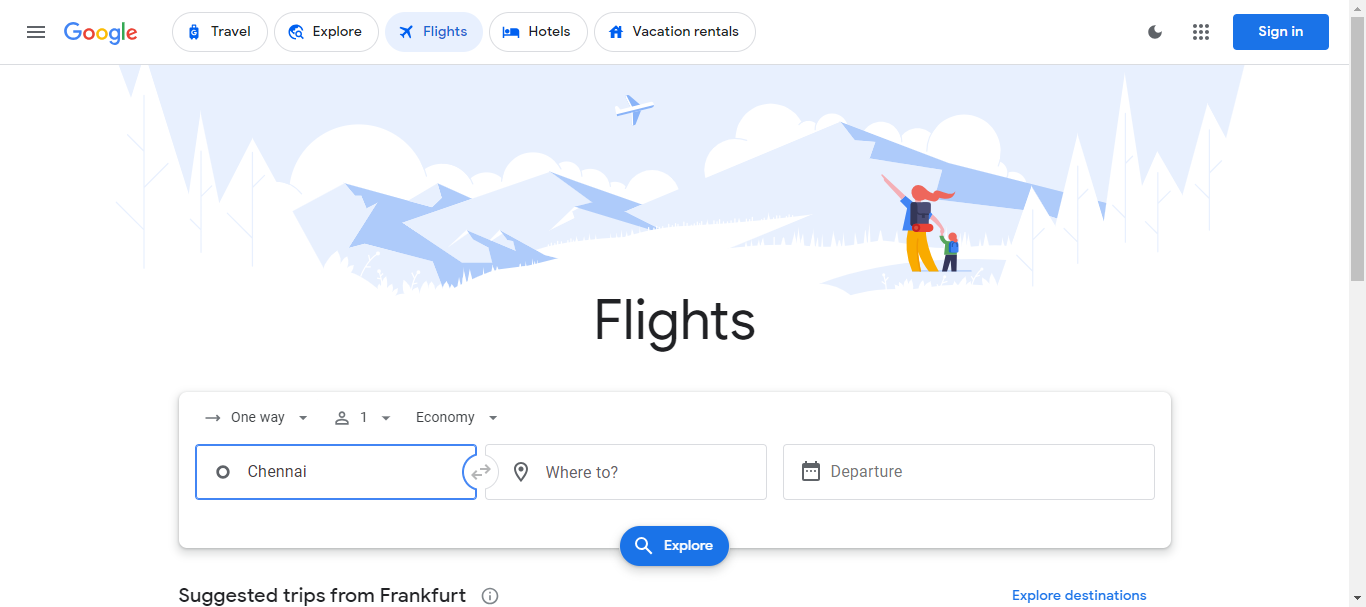 Google Travel Explore Flights Hotels Vacation rentals Sign in
Flights
One way 1 Economy
Chennai Where to? Departure
Explore
Suggested trips from Frankfurt Explore destinations